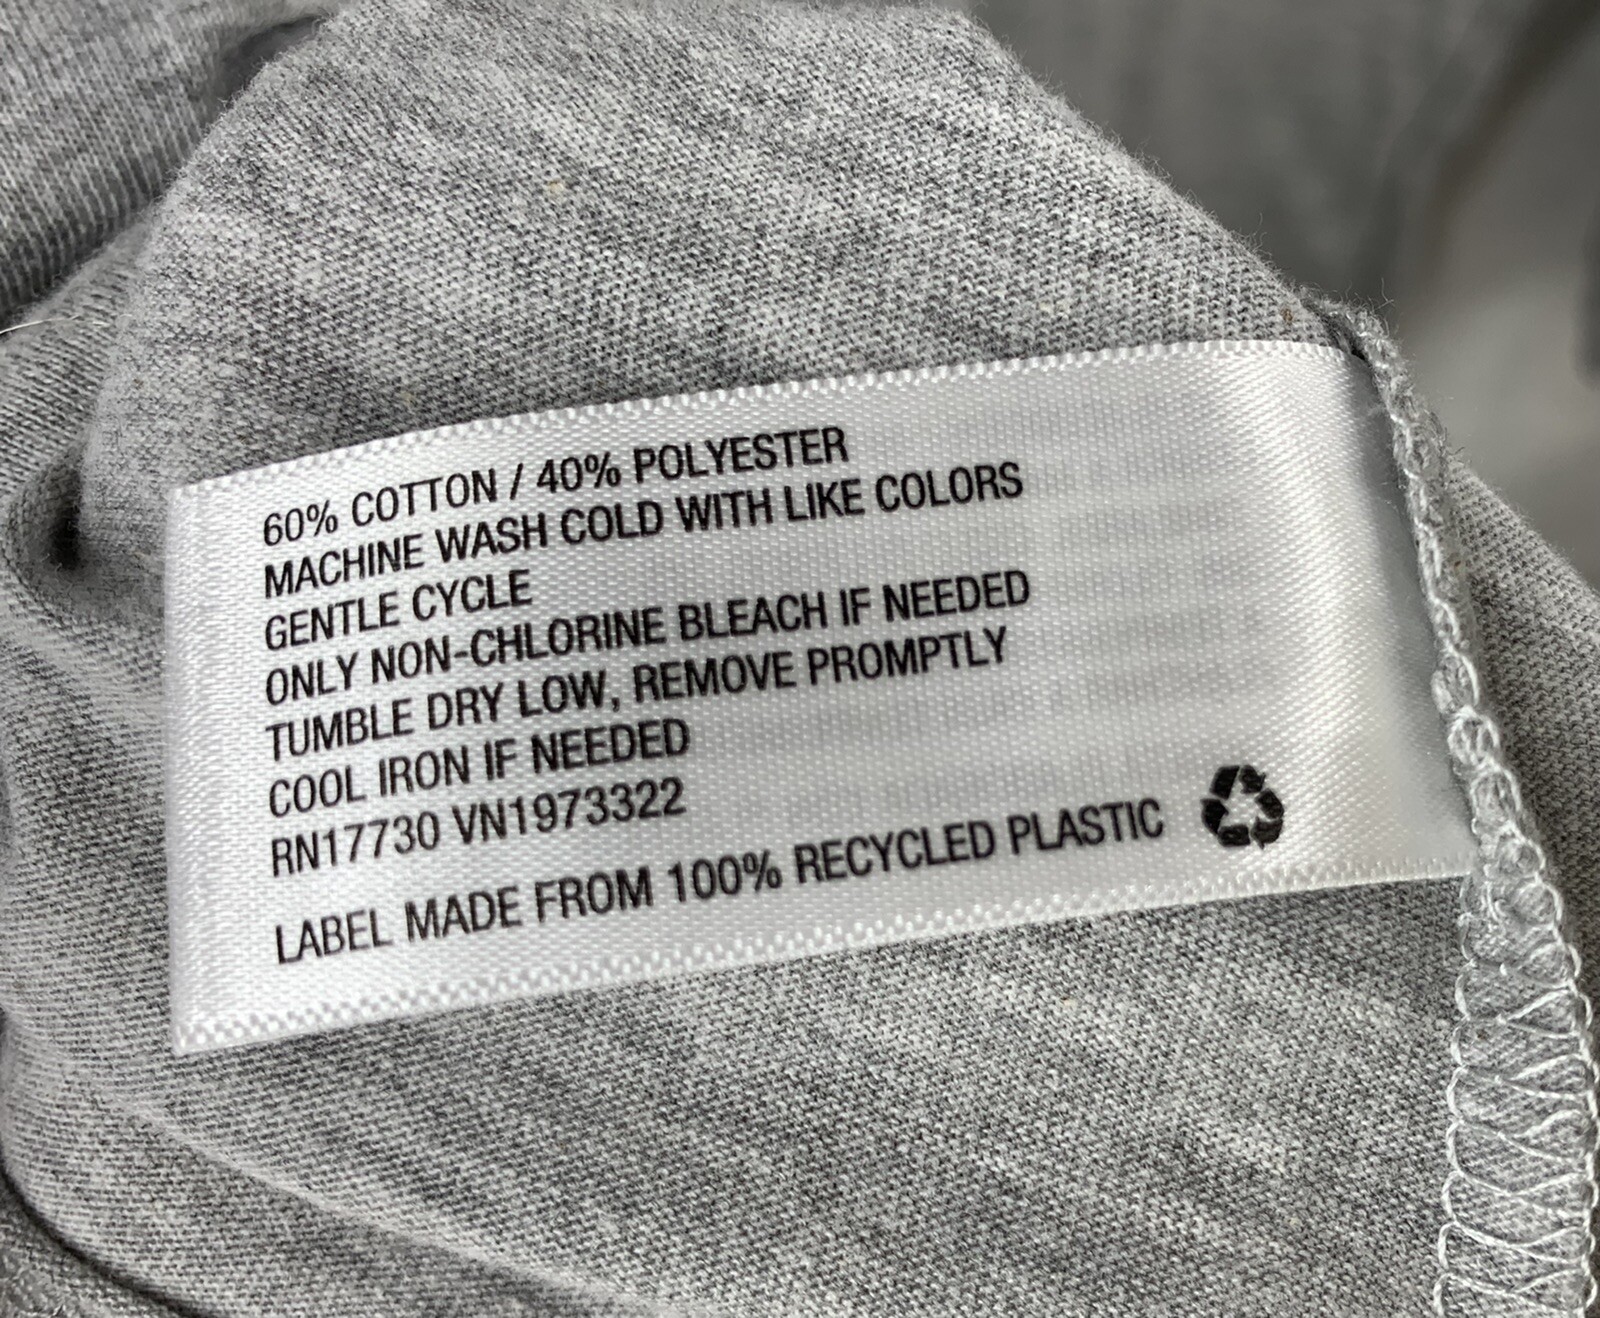 60% COTTON / 40% POLYESTER
MACHINE WASH COLD WITH LIKE COLORS
GENTLE CYCLE
ONLY NON-CHLORINE BLEACH IF NEEDED
TUMBLE DRY LOW, REMOVE PROMPTLY
COOL IRON IF NEEDED
RN17730 VN1973322
LABEL MADE FROM 100% RECYCLED PLASTIC